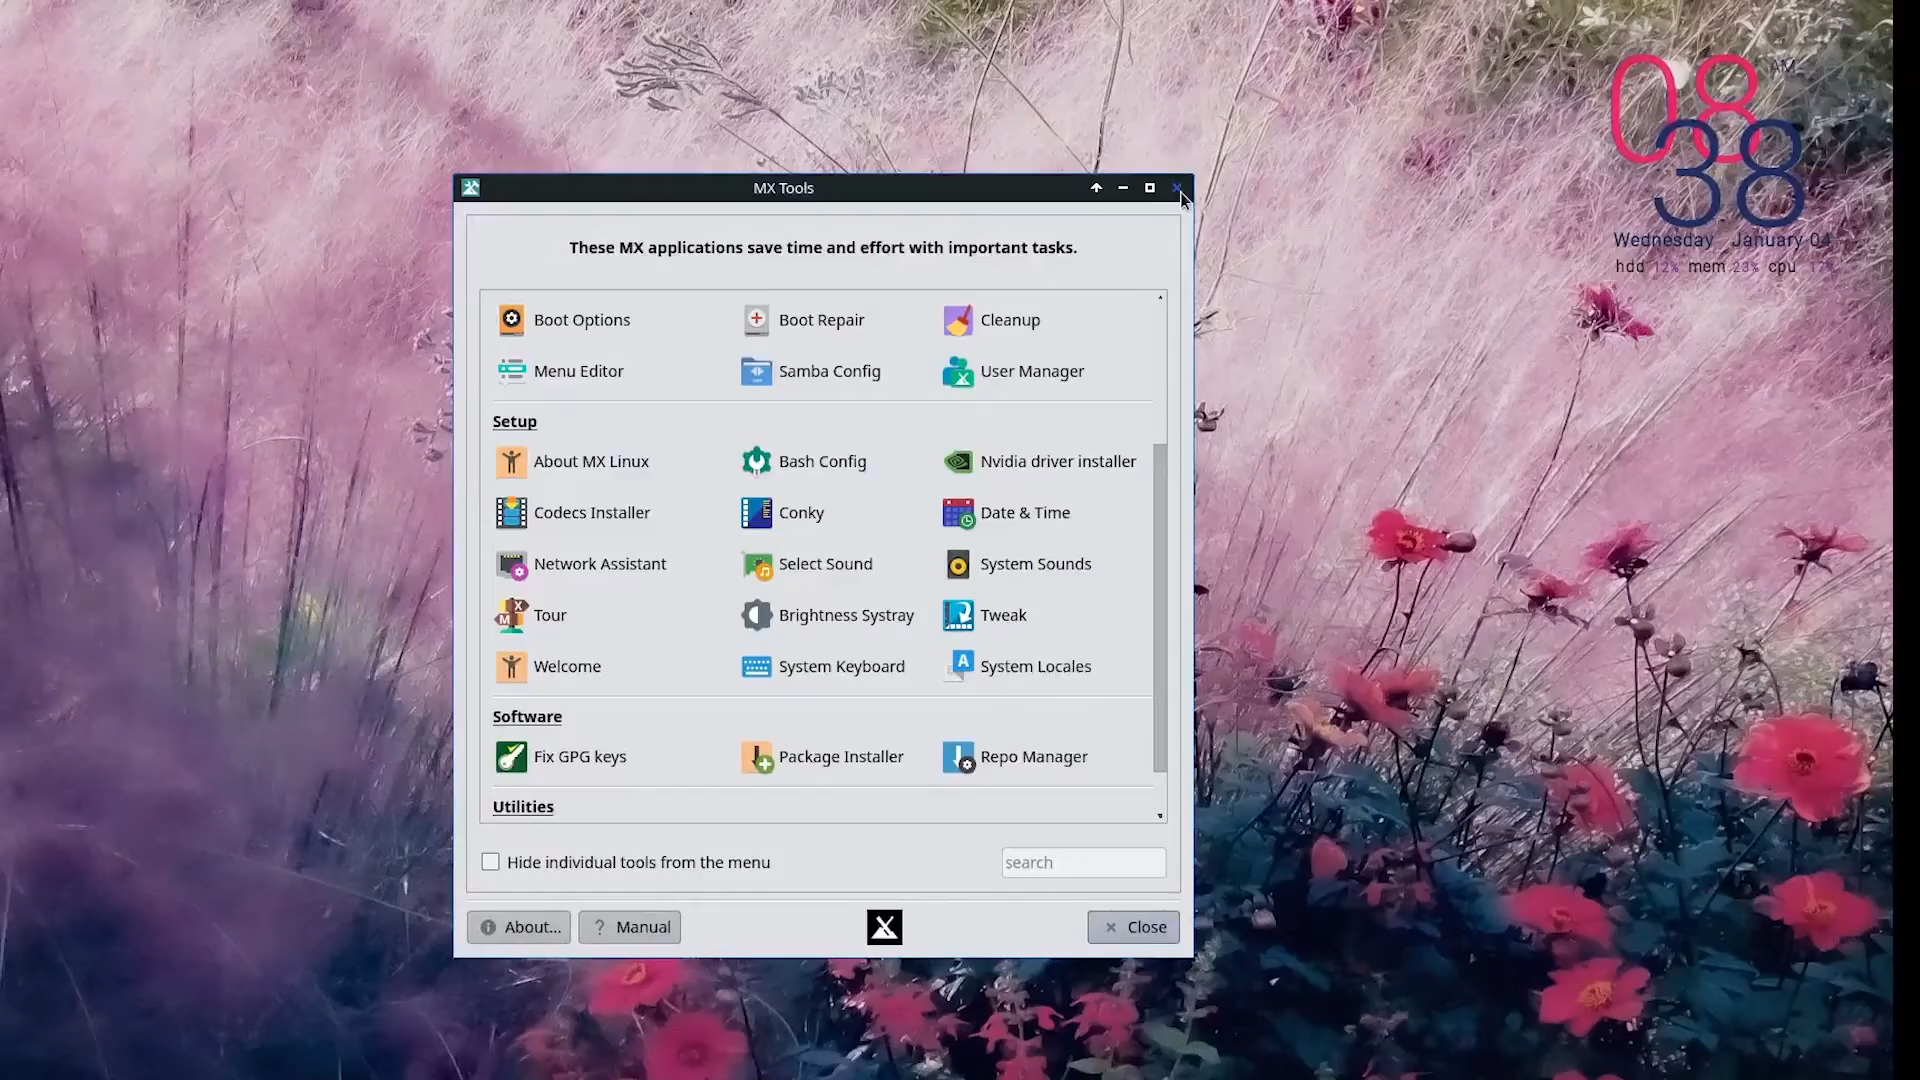 08 AM
38
Wednesday January 04
hdd 12% mem 23% cpu 17%
MX Tools
These MX applications save time and effort with important tasks.
Boot Options Boot Repair Cleanup
Menu Editor Samba Config User Manager
Setup
About MX Linux Bash Config Nvidia driver installer
Codecs Installer Conky Date & Time
Network Assistant Select Sound System Sounds
Tour Brightness Systray Tweak
Welcome System Keyboard System Locales
Software
Fix GPG keys Package Installer Repo Manager
Utilities
Hide individual tools from the menu search
About... ? Manual Close